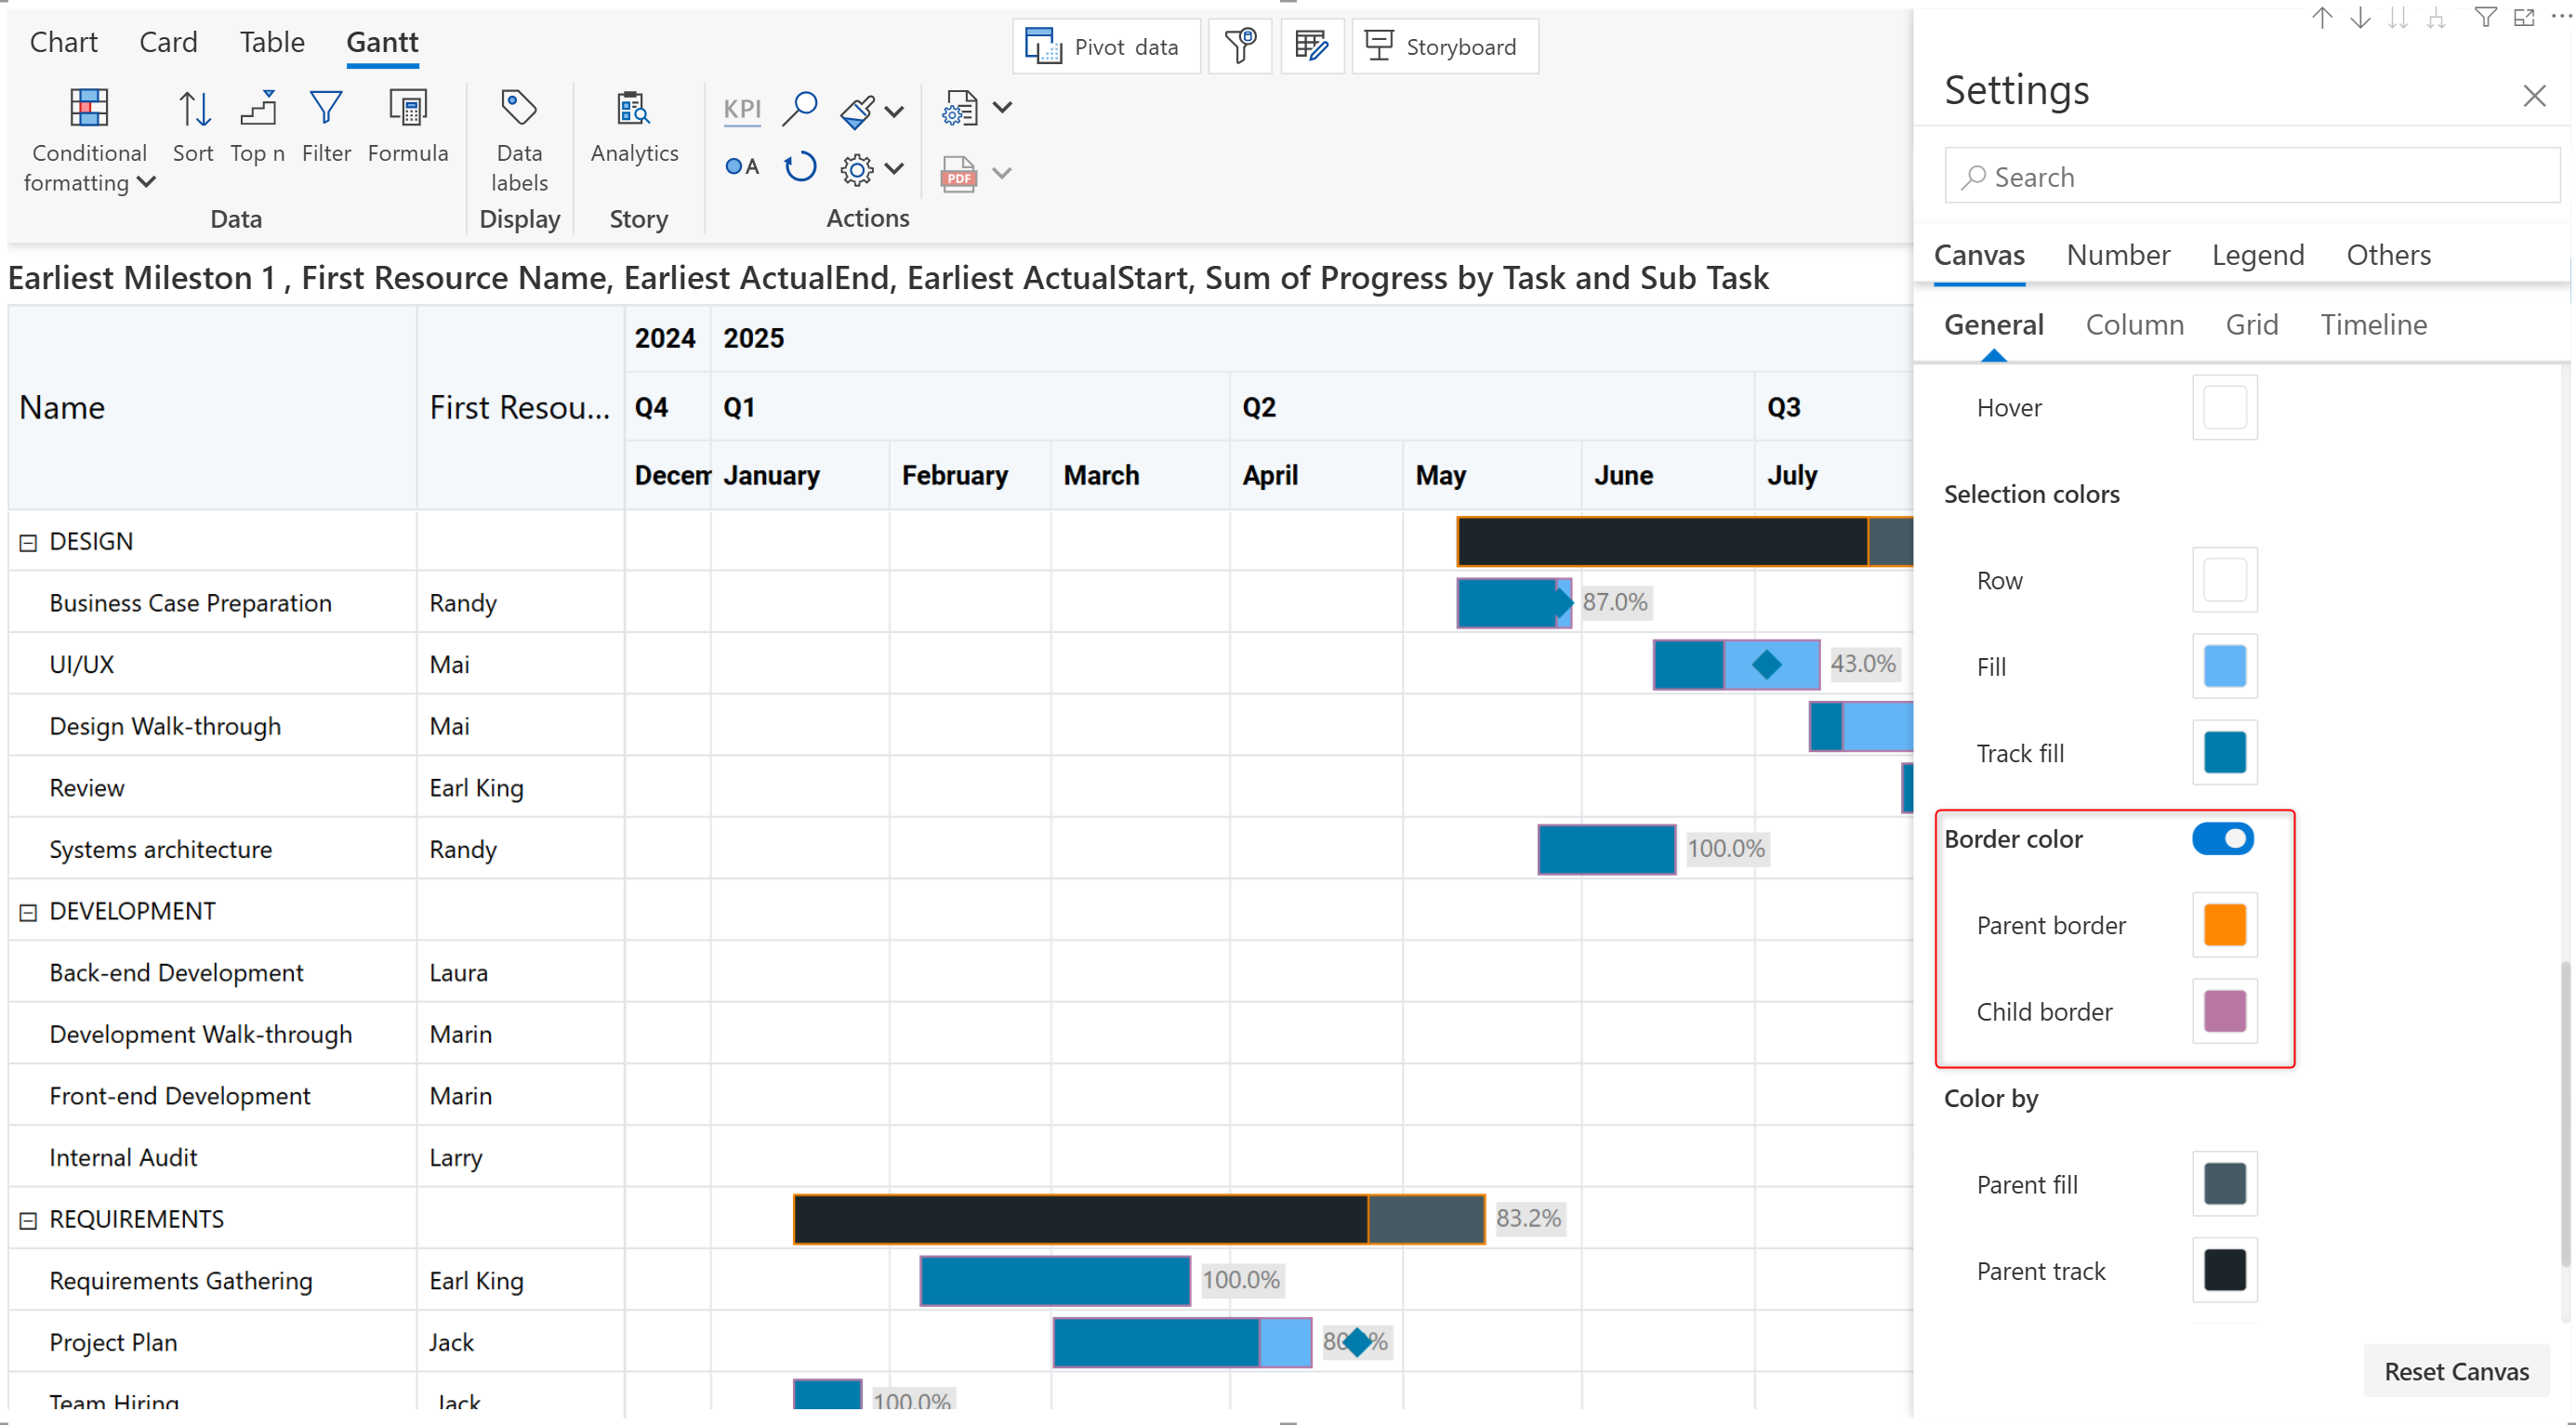 Chart Card Table Gantt
Pivot data
Storyboard
Conditional formatting
Sort
Top n
Filter
Formula
Data labels
Analytics
KPI
A
PDF
Data
Display
Story
Actions
Earliest Mileston 1 , First Resource Name, Earliest ActualEnd, Earliest ActualStart, Sum of Progress by Task and Sub Task
Name
First Resou...
2024 2025
Q4 Q1 Q2 Q3
Decem January February March April May June July
DESIGN
Business Case Preparation Randy 87.0%
UI/UX Mai 43.0%
Design Walk-through Mai
Review Earl King
Systems architecture Randy 100.0%
DEVELOPMENT
Back-end Development Laura
Development Walk-through Marin
Front-end Development Marin
Internal Audit Larry
REQUIREMENTS 83.2%
Requirements Gathering Earl King 100.0%
Project Plan Jack
Team Hiring Jack 100.0%
Settings
Search
Canvas Number Legend Others
General Column Grid Timeline
Hover
Selection colors
Row
Fill
Track fill
Border color
Parent border
Child border
Color by
Parent fill
Parent track
Reset Canvas